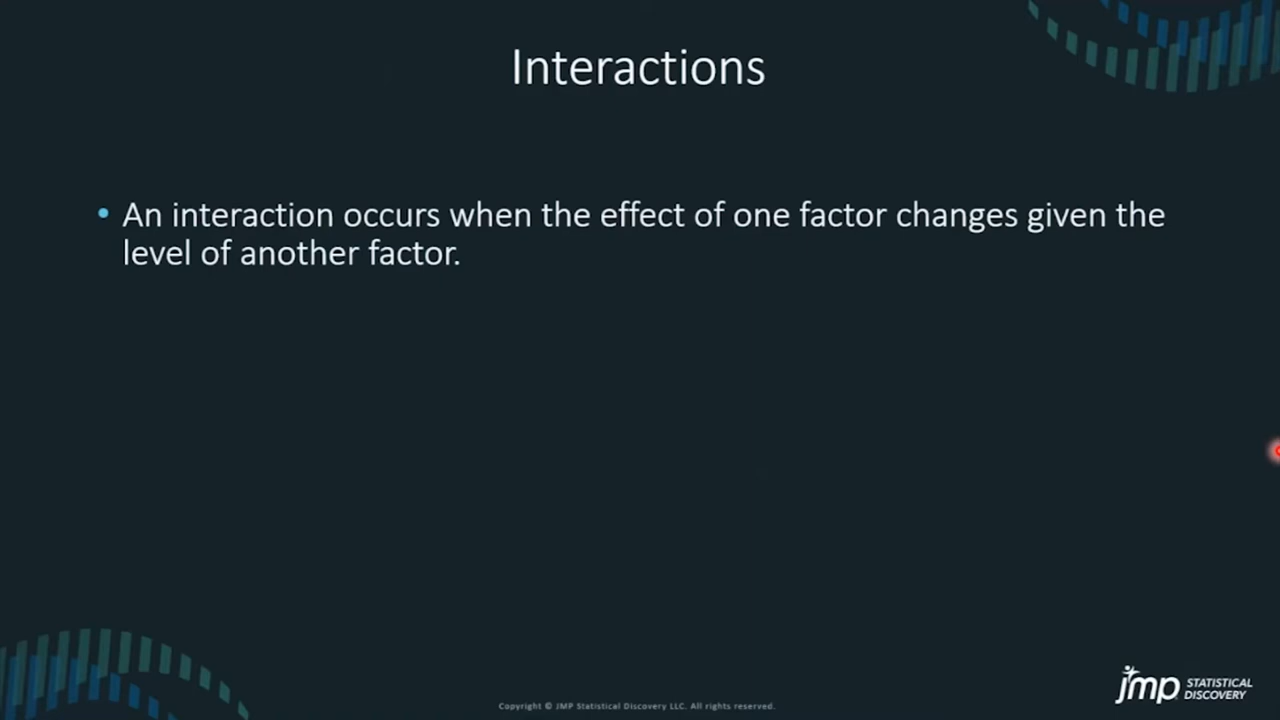 Interactions
• An interaction occurs when the effect of one factor changes given the
level of another factor.
jmp STATISTICAL
DISCOVERY
Copyright © JMP Statistical Discovery LLC. All rights reserved.